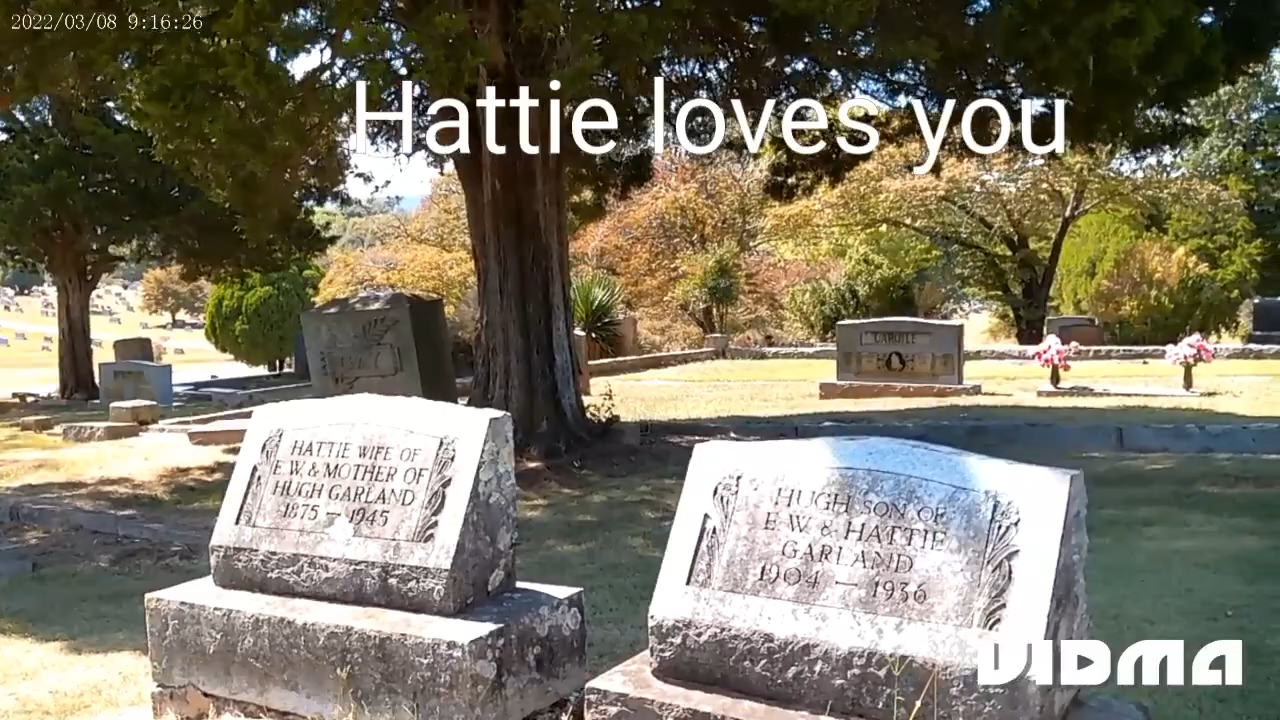 2022/03/08 9:16:26
Hattie loves you
CARGILE
HATTIE WIFE OF
E.W. & MOTHER OF
HUGH GARLAND
1875 — 1945
HUGH SON OF
E.W. & HATTIE
GARLAND
1904 — 1936
VIDMA